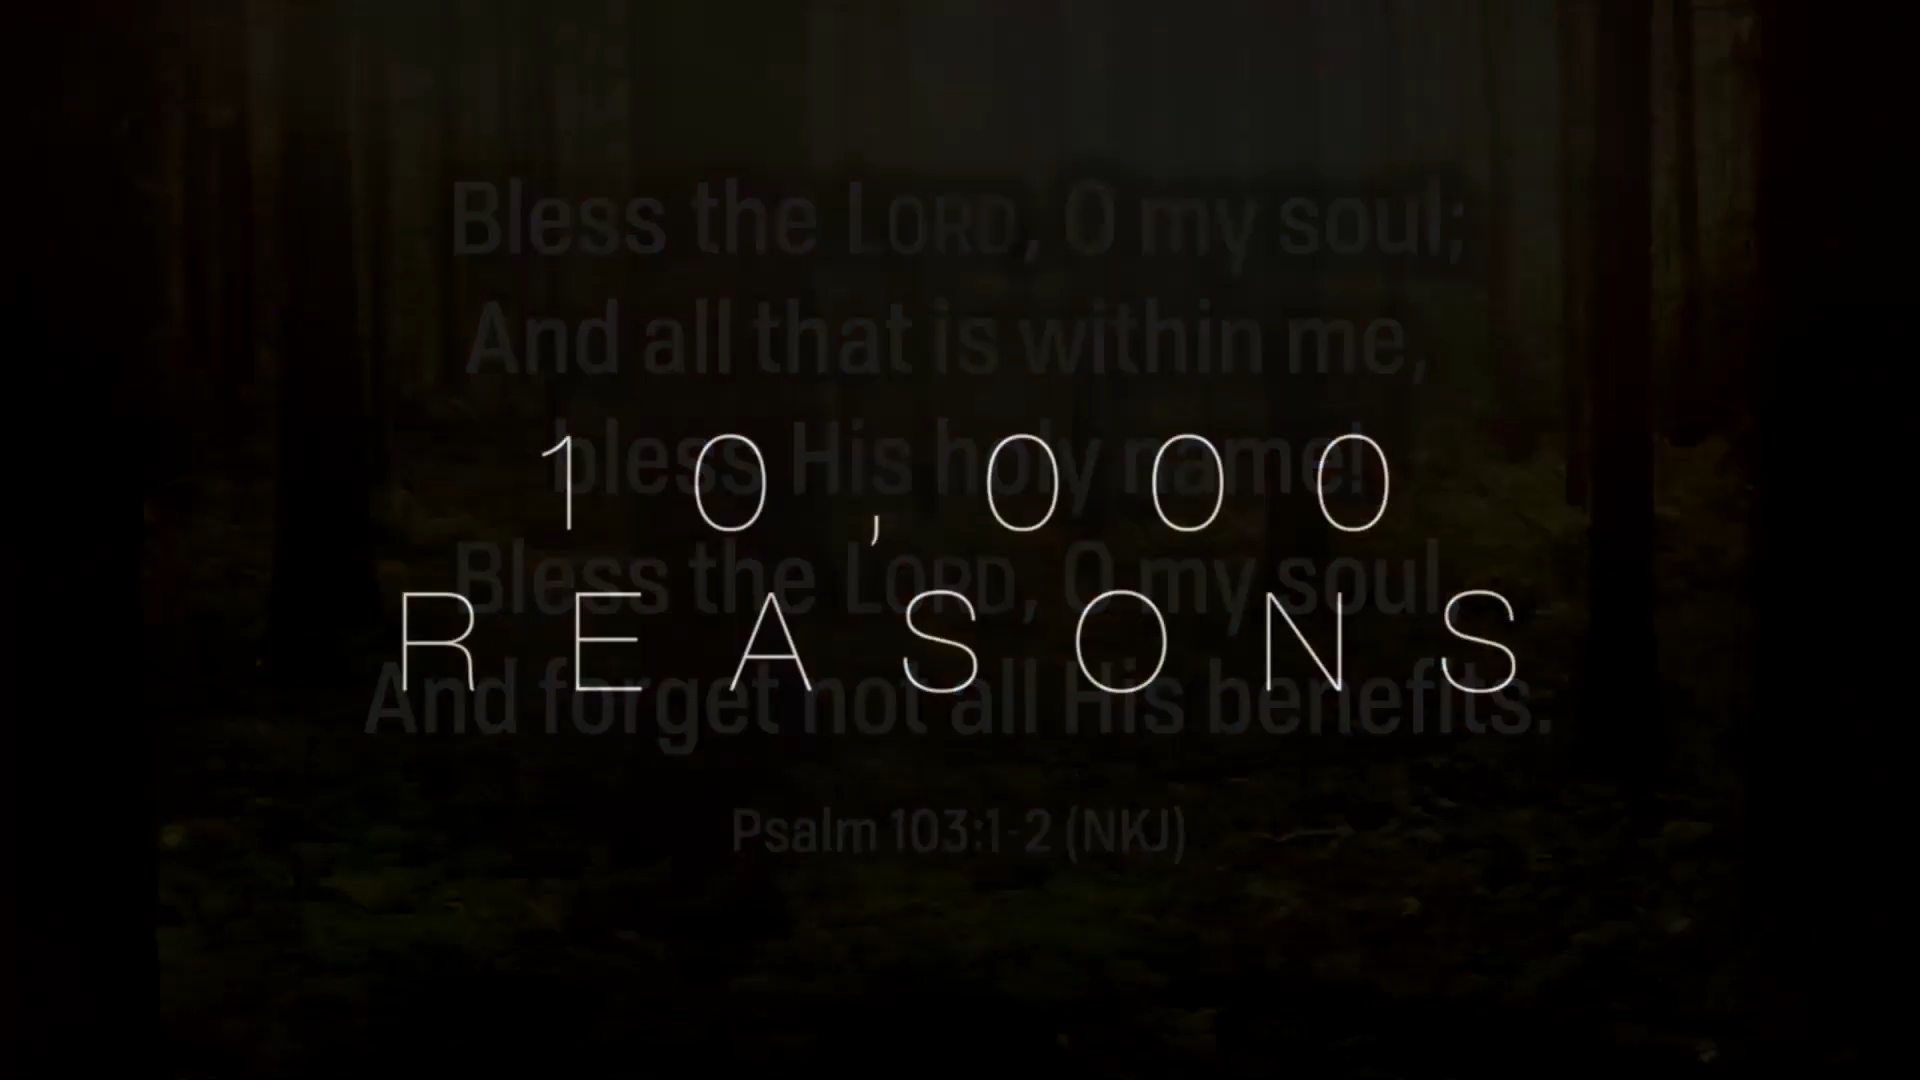 Bless the LORD, O my soul;
And all that is within me,
bless His holy name!
10,000
Bless the LORD, O my soul,
REASONS
And forget not all His benefits.
Psalm 103:1-2 (NKJ)